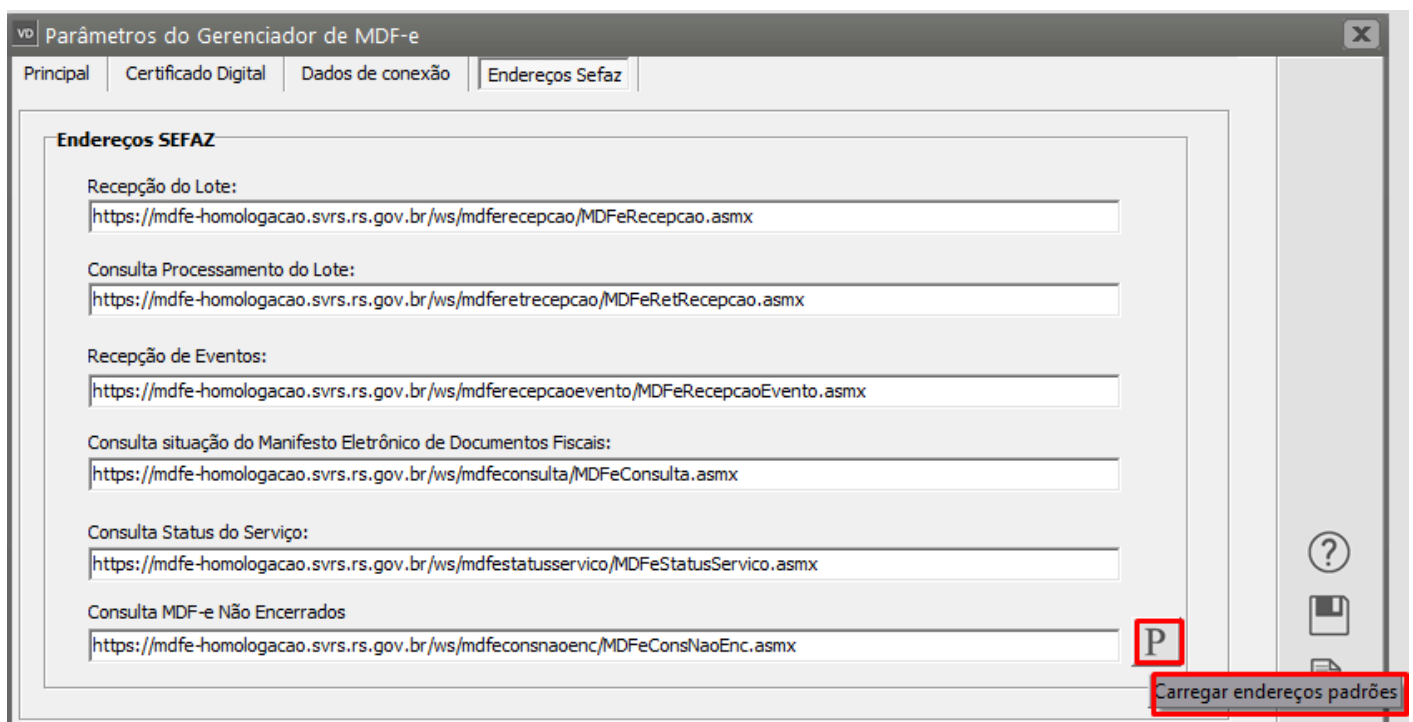 VD Parâmetros do Gerenciador de MDF-e
Principal Certificado Digital Dados de conexão Endereços Sefaz
Endereços SEFAZ
Recepção do Lote:
https://mdfe-homologacao.svrs.rs.gov.br/ws/mdferecepcao/MDFeRecepcao.asmx
Consulta Processamento do Lote:
https://mdfe-homologacao.svrs.rs.gov.br/ws/mdferetrecepcao/MDFeRetRecepcao.asmx
Recepção de Eventos:
https://mdfe-homologacao.svrs.rs.gov.br/ws/mdferecepcaoevento/MDFeRecepcaoEvento.asmx
Consulta situação do Manifesto Eletrônico de Documentos Fiscais:
https://mdfe-homologacao.svrs.rs.gov.br/ws/mdfeconsulta/MDFeConsulta.asmx
Consulta Status do Serviço:
https://mdfe-homologacao.svrs.rs.gov.br/ws/mdfestatusservico/MDFeStatusServico.asmx
Consulta MDF-e Não Encerrados
https://mdfe-homologacao.svrs.rs.gov.br/ws/mdfeconsnaoenc/MDFeConsNaoEnc.asmx
P
Carregar endereços padrões